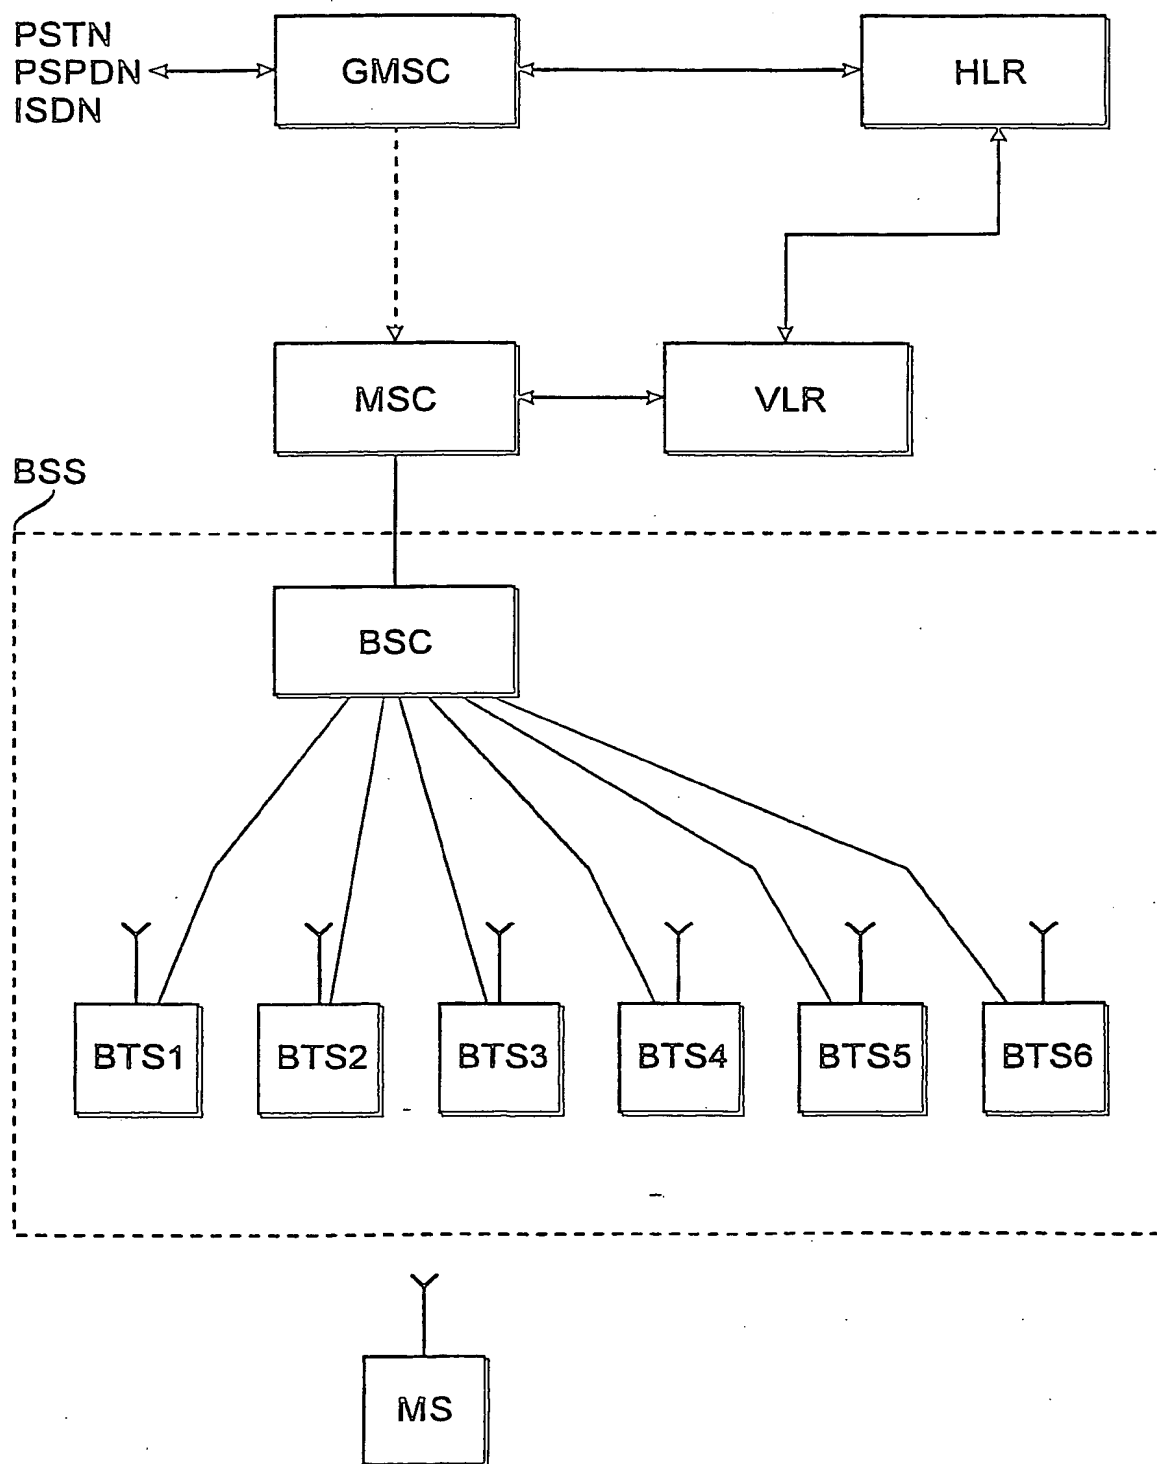 PSTN
PSPDN
ISDN
GMSC
HLR
MSC
VLR
BSS
BSC
BTS1
BTS2
BTS3
BTS4
BTS5
BTS6
MS